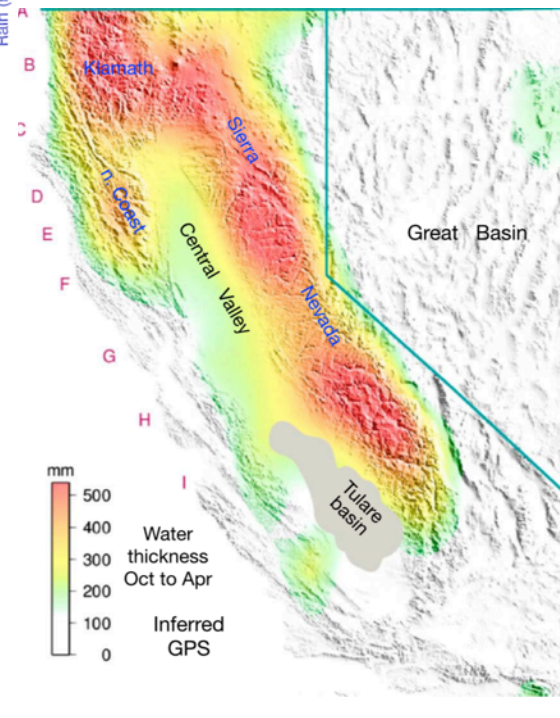 Rain (
A
B
Klamath
C
Sierra
D
n. Coast
E
Central Valley
Great Basin
F
Nevada
G
H
I
Tulare
basin
mm
500
400
300
200
100
0
Water
thickness
Oct to Apr
Inferred
GPS